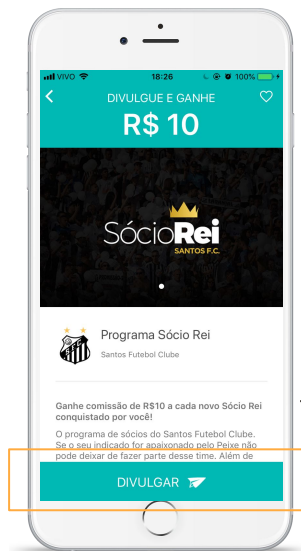 VIVO 18:26 100%
DIVULGUE E GANHE
R$ 10
SócioRei
SANTOS F.C.
Programa Sócio Rei
Santos Futebol Clube
Ganhe comissão de R$10 a cada novo Sócio Rei
conquistado por você!
O programa de sócios do Santos Futebol Clube.
Se o seu indicado for apaixonado pelo Peixe não
pode deixar de fazer parte desse time. Além de
DIVULGAR